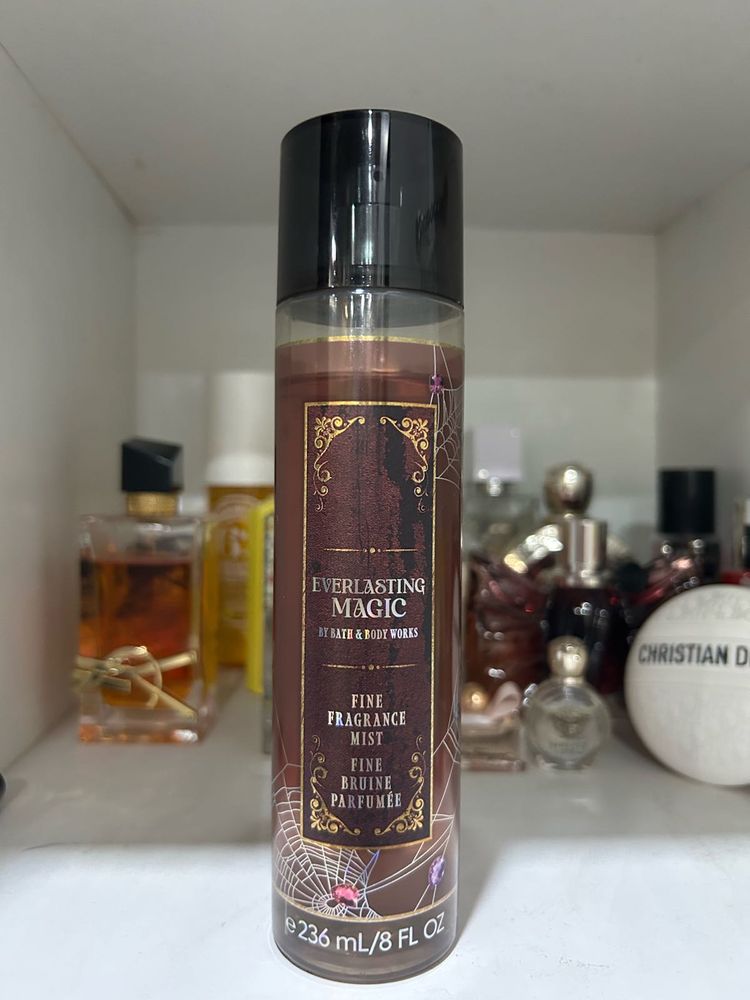 EVERLASTING
MAGIC
BY BATH & BODY WORKS
FINE
FRAGRANCE
MIST
FINE
BRUINE
PARFUMÉE
e 236 mL/8 FL OZ
CHRISTIAN D